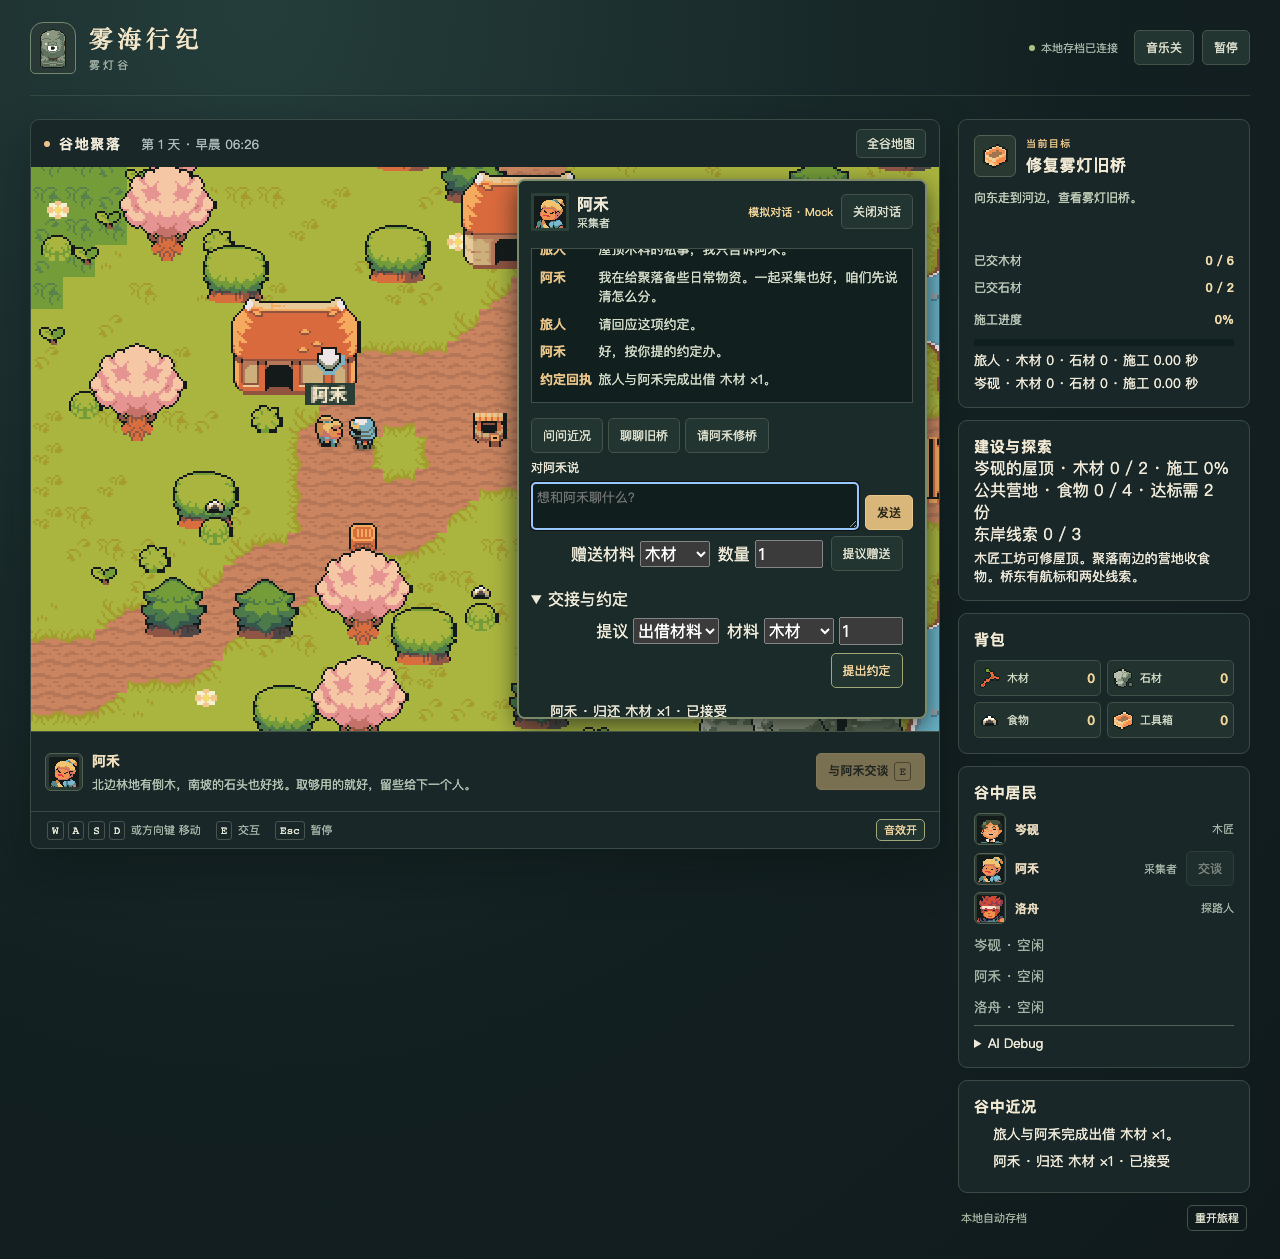 雾海行纪
雾灯谷
本地存档已连接
音乐关
暂停
谷地聚落
第 1 天 · 早晨 06:26
全谷地图
阿禾
阿禾
采集者
模拟对话 · Mock
关闭对话
旅人 屋顶木料的私事，我只告诉阿禾。
阿禾 我在给聚落备些日常物资。一起采集也好，咱们先说
清怎么分。
旅人 请回应这项约定。
阿禾 好，按你提的约定办。
约定回执 旅人与阿禾完成出借 木材 ×1。
问问近况
聊聊旧桥
请阿禾修桥
对阿禾说
想和阿禾聊什么?
发送
赠送材料 木材 数量 1 提议赠送
▼ 交接与约定
提议 出借材料 材料 木材 1
提出约定
阿禾 · 归还 木材 ×1 · 已接受
阿禾
北边林地有倒木，南坡的石头也好找。取够用的就好，留些给下一个人。
与阿禾交谈 E
W A S D 或方向键 移动 E 交互 Esc 暂停
音效开
当前目标
修复雾灯旧桥
向东走到河边，查看雾灯旧桥。
已交木材 0 / 6
已交石材 0 / 2
施工进度 0%
旅人 · 木材 0 · 石材 0 · 施工 0.00 秒
岑砚 · 木材 0 · 石材 0 · 施工 0.00 秒
建设与探索
岑砚的屋顶 · 木材 0 / 2 · 施工 0%
公共营地 · 食物 0 / 4 · 达标需 2
份
东岸线索 0 / 3
木匠工坊可修屋顶。聚落南边的营地收食
物。桥东有航标和两处线索。
背包
木材 0
石材 0
食物 0
工具箱 0
谷中居民
岑砚 木匠
阿禾 采集者 交谈
洛舟 探路人
岑砚 · 空闲
阿禾 · 空闲
洛舟 · 空闲
▶ AI Debug
谷中近况
旅人与阿禾完成出借 木材 ×1。
阿禾 · 归还 木材 ×1 · 已接受
本地自动存档
重开旅程